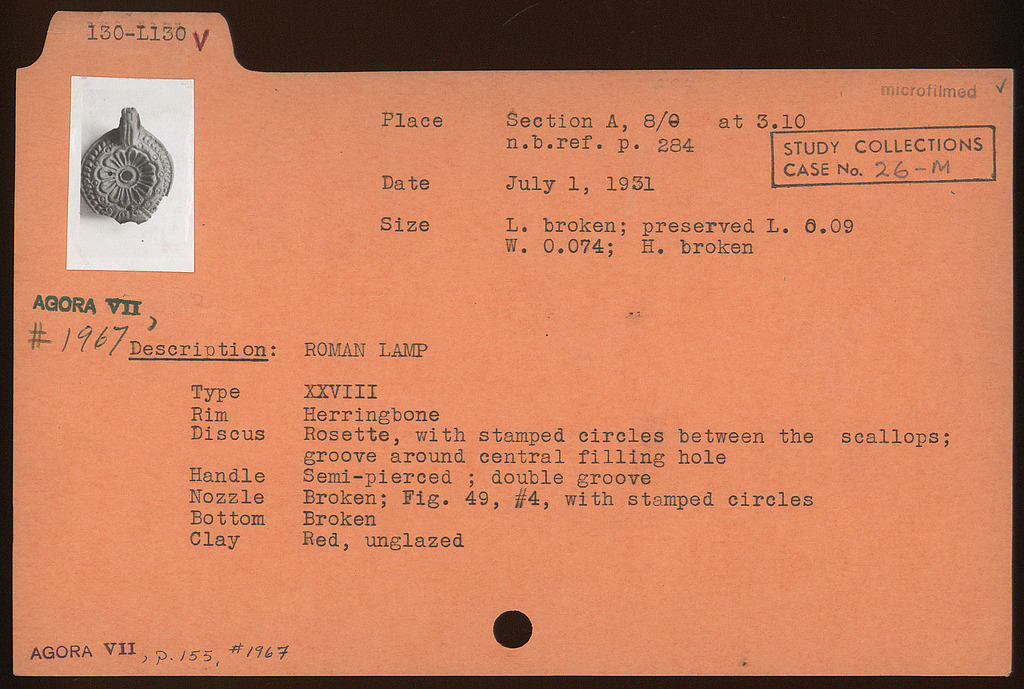 130-L130 V
microfilmed ✓
Place Section A, 8/Θ at 3.10
n.b.ref. p. 284
STUDY COLLECTIONS
CASE No. 26-M
Date July 1, 1931
Size L. broken; preserved L. 0.09
W. 0.074; H. broken
AGORA VII,
# 1967
Description: ROMAN LAMP
Type XXVIII
Rim Herringbone
Discus Rosette, with stamped circles between the scallops;
groove around central filling hole
Handle Semi-pierced ; double groove
Nozzle Broken; Fig. 49, #4, with stamped circles
Bottom Broken
Clay Red, unglazed
AGORA VII, p.155, #1967